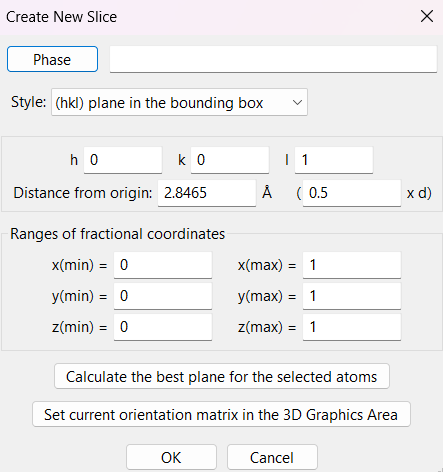 Create New Slice
Phase
Style: (hkl) plane in the bounding box
h 0 k 0 l 1
Distance from origin: 2.8465 Å ( 0.5 x d)
Ranges of fractional coordinates
x(min) = 0 x(max) = 1
y(min) = 0 y(max) = 1
z(min) = 0 z(max) = 1
Calculate the best plane for the selected atoms
Set current orientation matrix in the 3D Graphics Area
OK Cancel